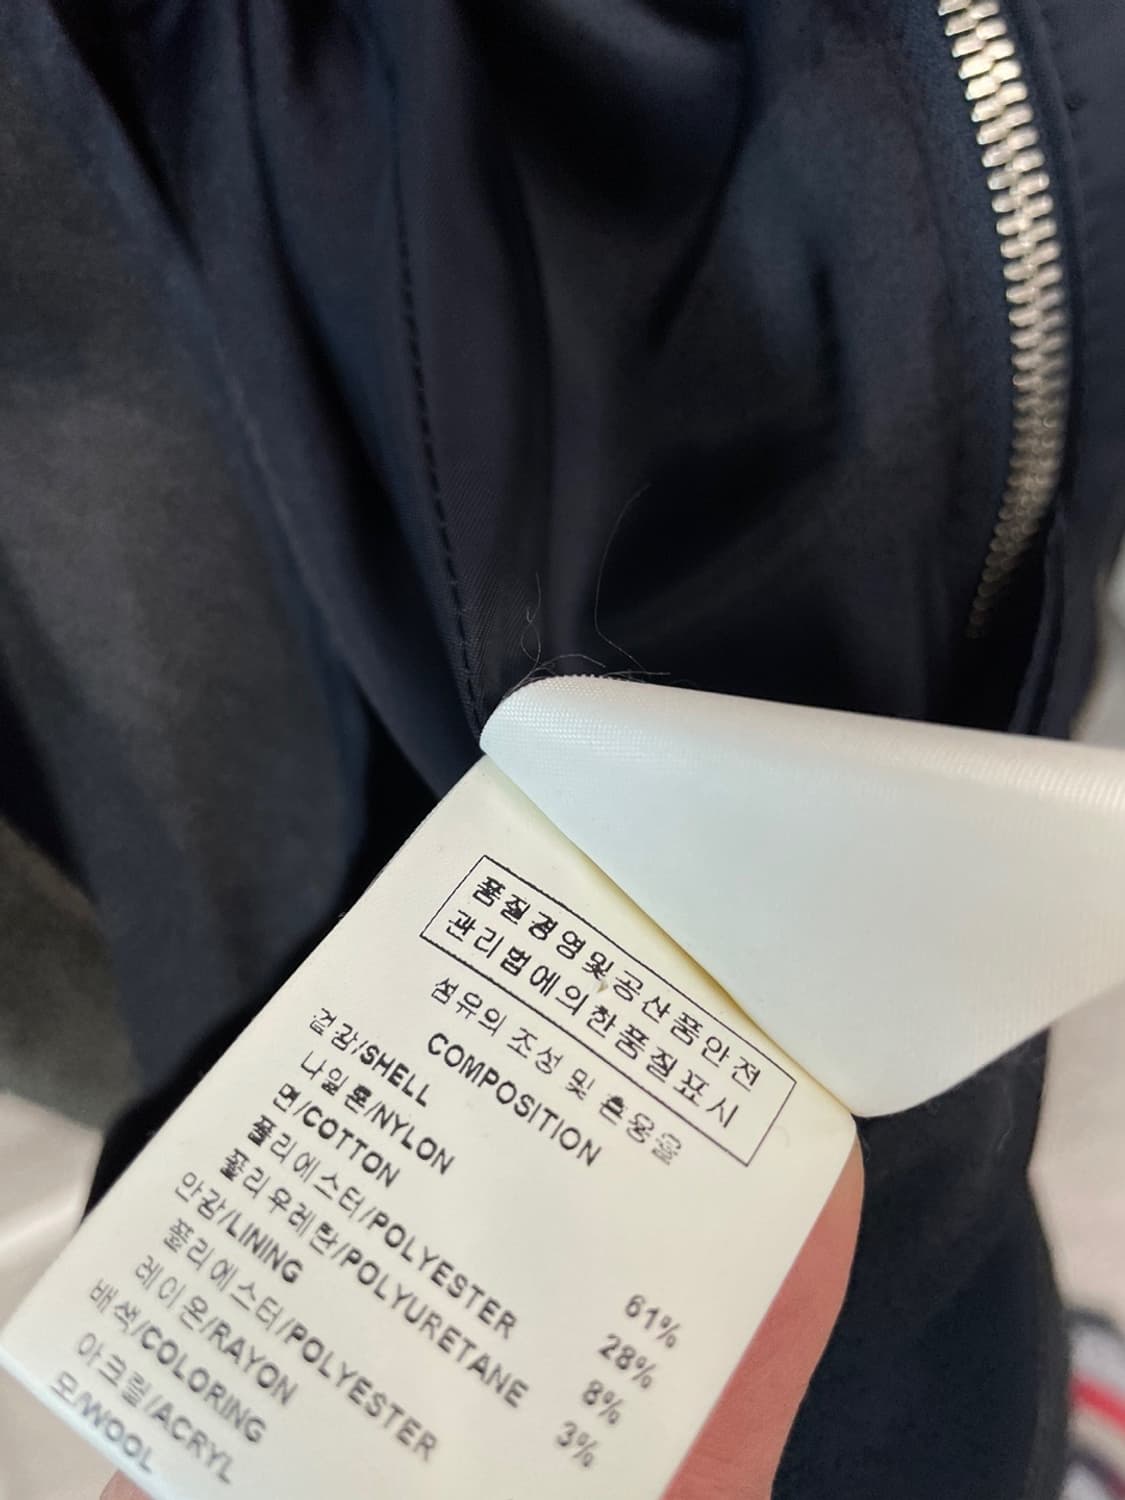 품질경영및공산품안전
관리법에의한품질표시
섬유의 조성 및 혼용율
COMPOSITION
겉감/SHELL
나일론/NYLON 61%
면/COTTON 28%
폴리에스터/POLYESTER 8%
폴리우레탄/POLYURETANE 3%
안감/LINING
폴리에스터/POLYESTER
레이온/RAYON
배색/COLORING
아크릴/ACRYL
모/WOOL